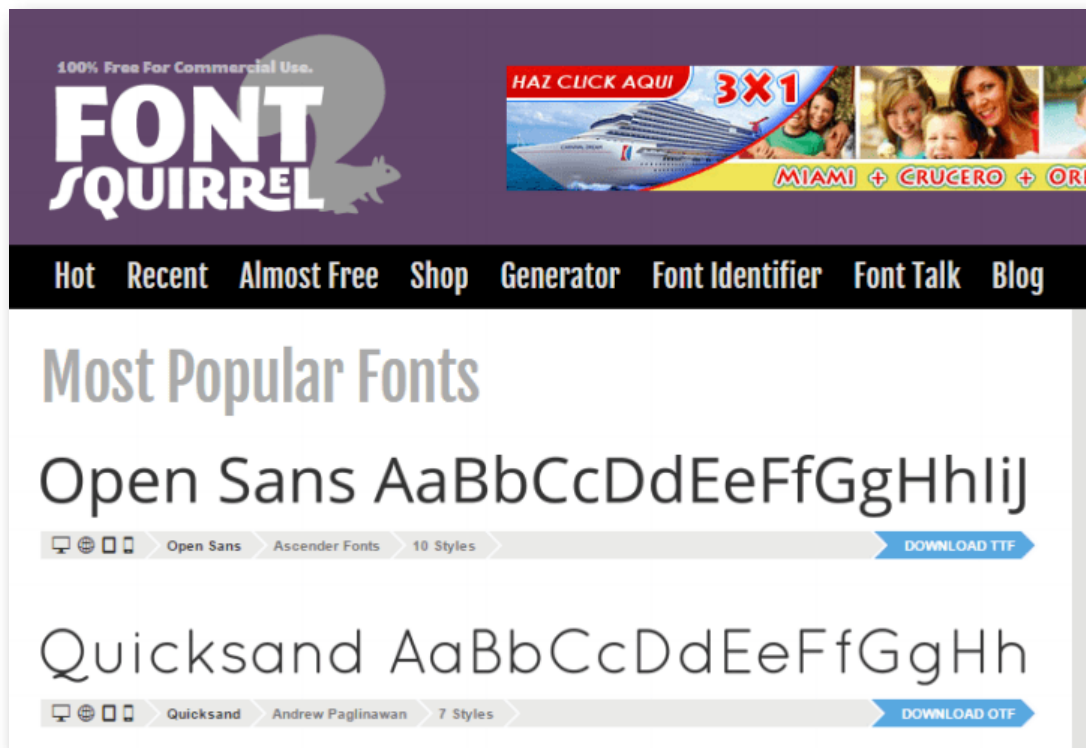 100% Free For Commercial Use.
FONT
SQUIRREL
HAZ CLICK AQUI
3X1
CARNIVAL DREAM
MIAMI + CRUCERO +
Hot Recent Almost Free Shop Generator Font Identifier Font Talk Blog
Most Popular Fonts
Open Sans AaBbCcDdEeFfGgHhIiJ
Open Sans Ascender Fonts 10 Styles DOWNLOAD TTF
Quicksand AaBbCcDdEeFfGgHh
Quicksand Andrew Paglinawan 7 Styles DOWNLOAD OTF